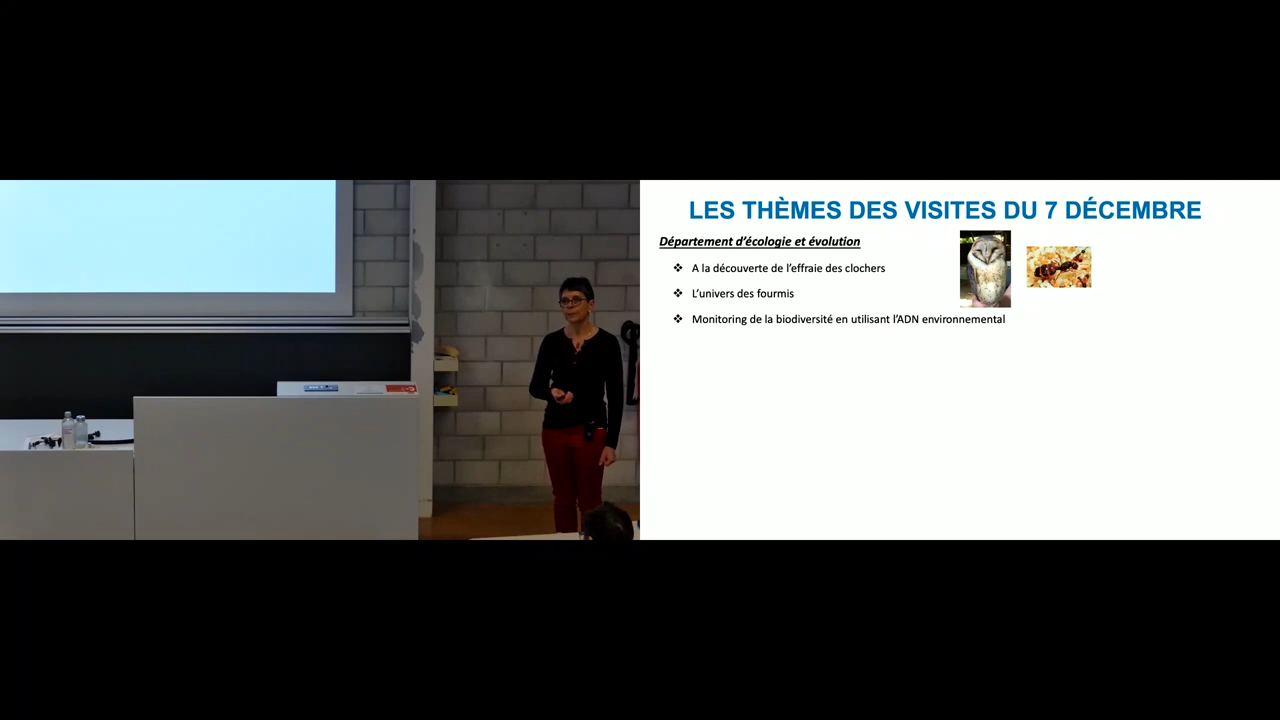 LES THÈMES DES VISITES DU 7 DÉCEMBRE
Département d'écologie et évolution
❖ A la découverte de l'effraie des clochers
❖ L'univers des fourmis
❖ Monitoring de la biodiversité en utilisant l'ADN environnemental